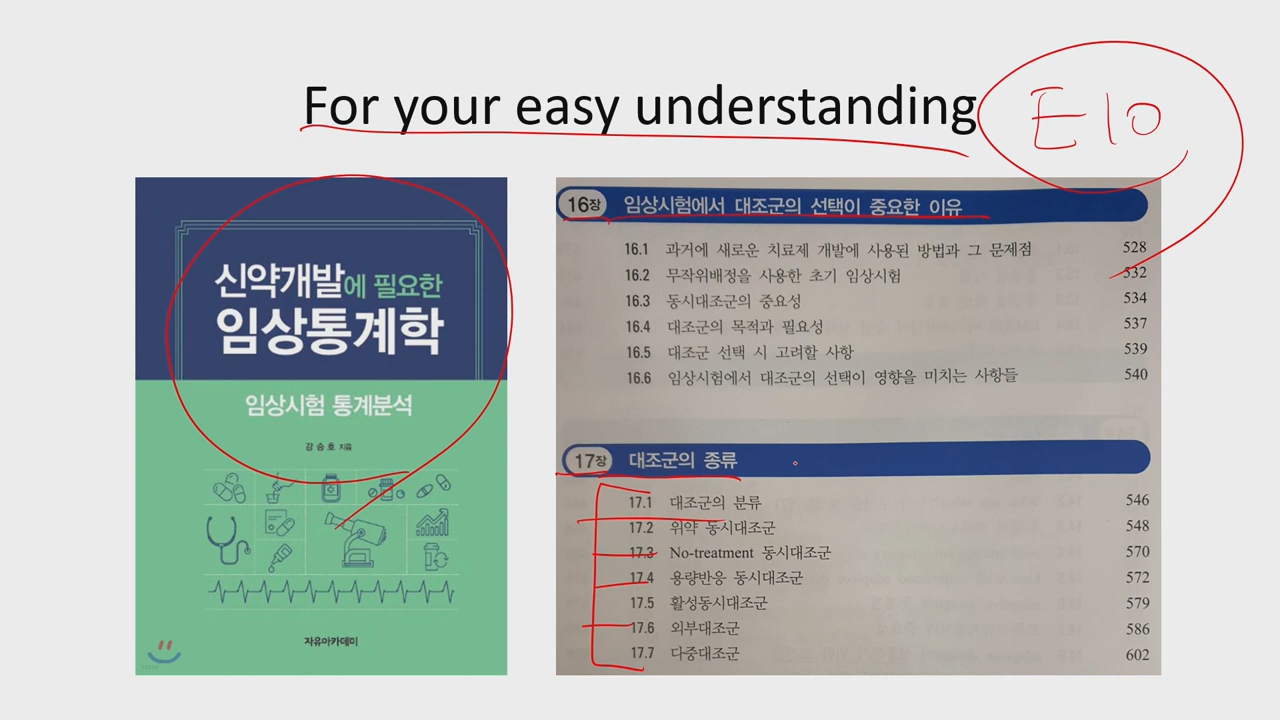 For your easy understanding
E10
신약개발에 필요한
임상통계학
임상시험 통계분석
강승호 지음
자유아카데미
16장 임상시험에서 대조군의 선택이 중요한 이유
16.1 과거에 새로운 치료제 개발에 사용된 방법과 그 문제점 528
16.2 무작위배정을 사용한 초기 임상시험 532
16.3 동시대조군의 중요성 534
16.4 대조군의 목적과 필요성 537
16.5 대조군 선택 시 고려할 사항 539
16.6 임상시험에서 대조군의 선택이 영향을 미치는 사항들 540
17장 대조군의 종류
17.1 대조군의 분류 546
17.2 위약 동시대조군 548
17.3 No-treatment 동시대조군 570
17.4 용량반응 동시대조군 572
17.5 활성동시대조군 579
17.6 외부대조군 586
17.7 다중대조군 602